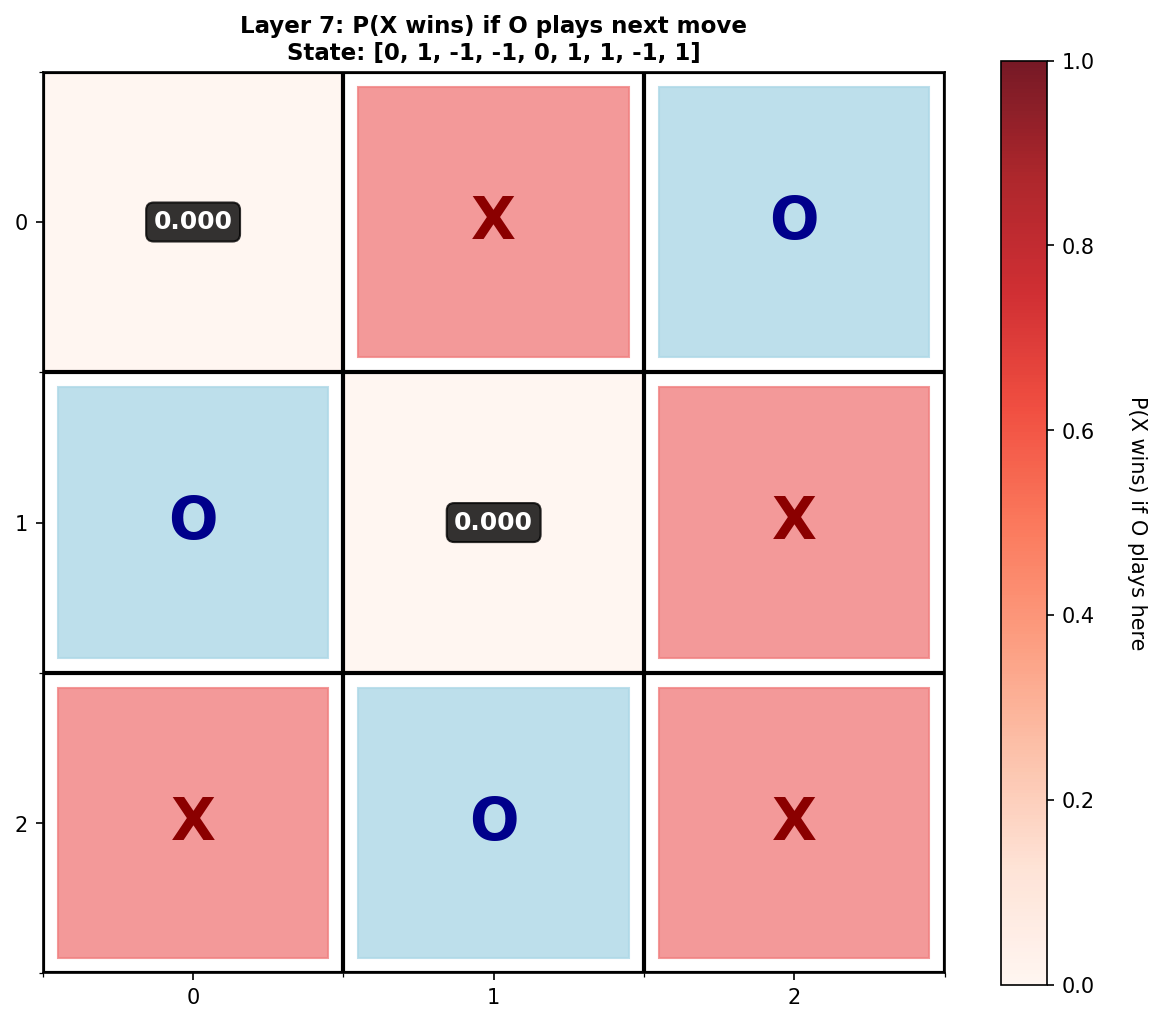 Layer 7: P(X wins) if O plays next move
State: [0, 1, -1, -1, 0, 1, 1, -1, 1]
0
0.000
X
O
1
O
0.000
X
2
X
O
X
0
1
2
1.0
0.8
0.6
0.4
0.2
0.0
P(X wins) if O plays here